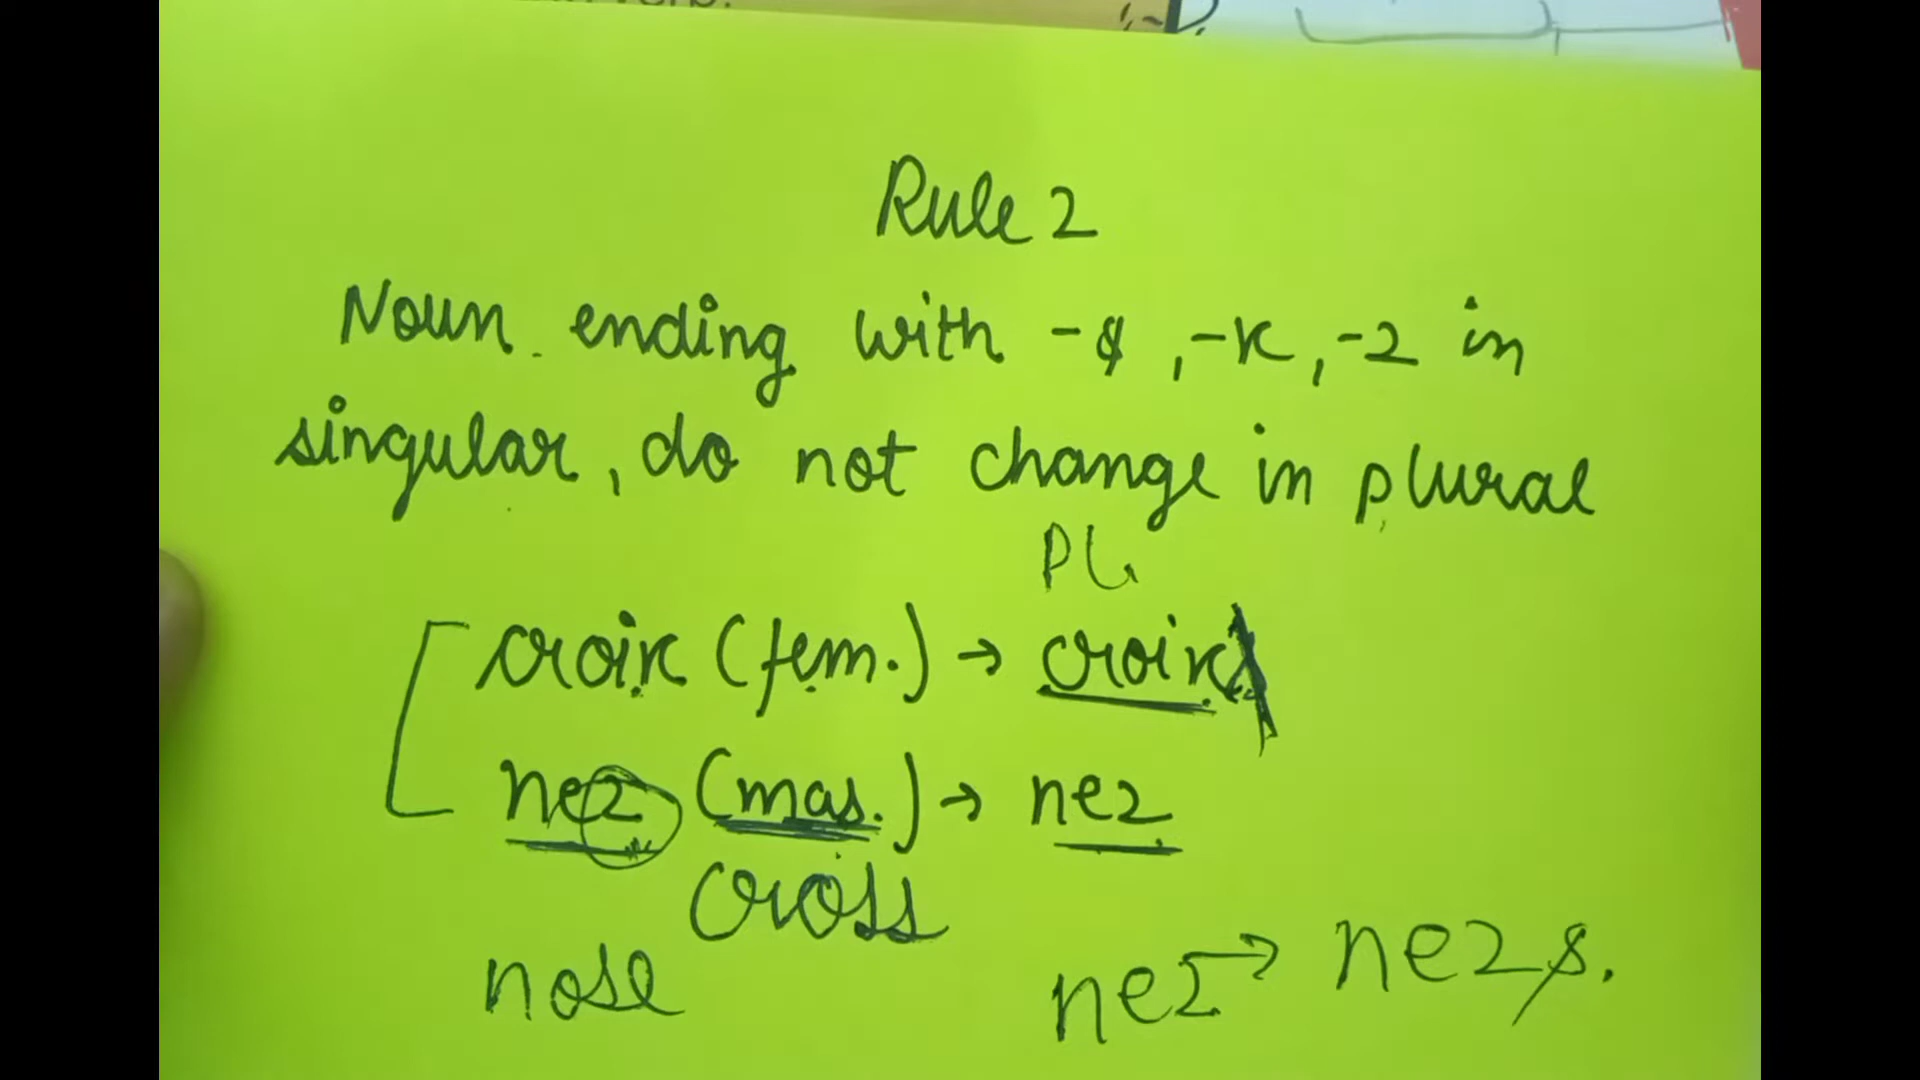 Rule 2
Noun ending with -s, -x, -z in
singular, do not change in plural
Pl.
croix (fem.) → croix
nez (mas.) → nez
cross
nose
nez → nezs.